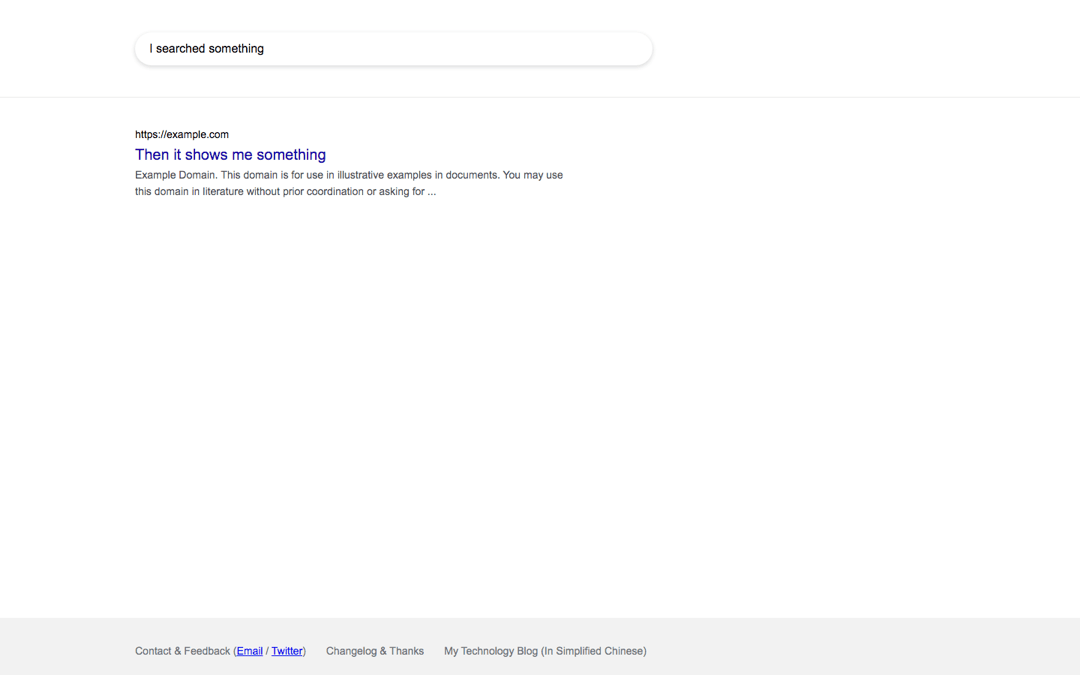 I searched something
https://example.com
Then it shows me something
Example Domain. This domain is for use in illustrative examples in documents. You may use
this domain in literature without prior coordination or asking for ...
Contact & Feedback (Email / Twitter) Changelog & Thanks My Technology Blog (In Simplified Chinese)